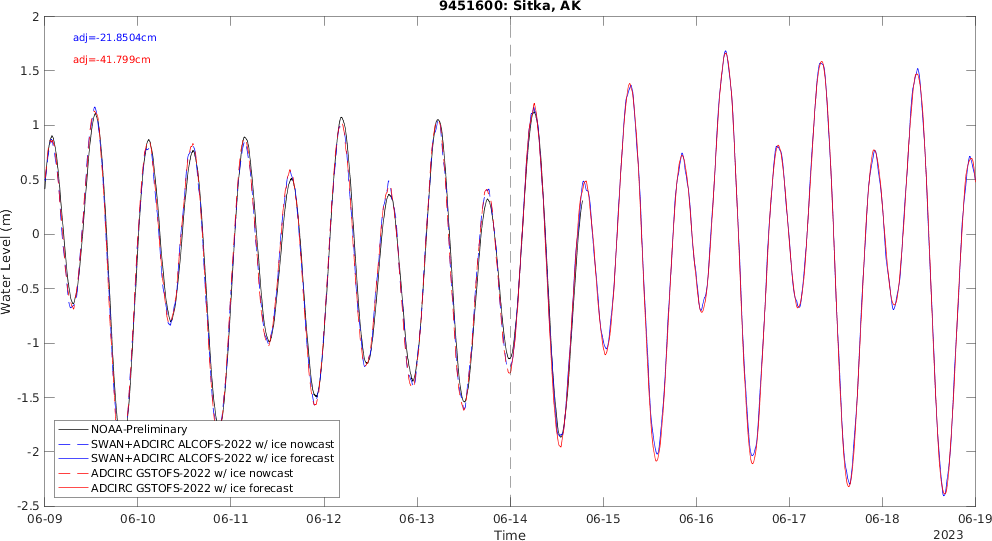 9451600: Sitka, AK
adj=-21.8504cm
adj=-41.799cm
Water Level (m)
2
1.5
1
0.5
0
-0.5
-1
-1.5
-2
-2.5
NOAA-Preliminary
SWAN+ADCIRC ALCOFS-2022 w/ ice nowcast
SWAN+ADCIRC ALCOFS-2022 w/ ice forecast
ADCIRC GSTOFS-2022 w/ ice nowcast
ADCIRC GSTOFS-2022 w/ ice forecast
06-09 06-10 06-11 06-12 06-13 06-14 06-15 06-16 06-17 06-18 06-19
Time
2023